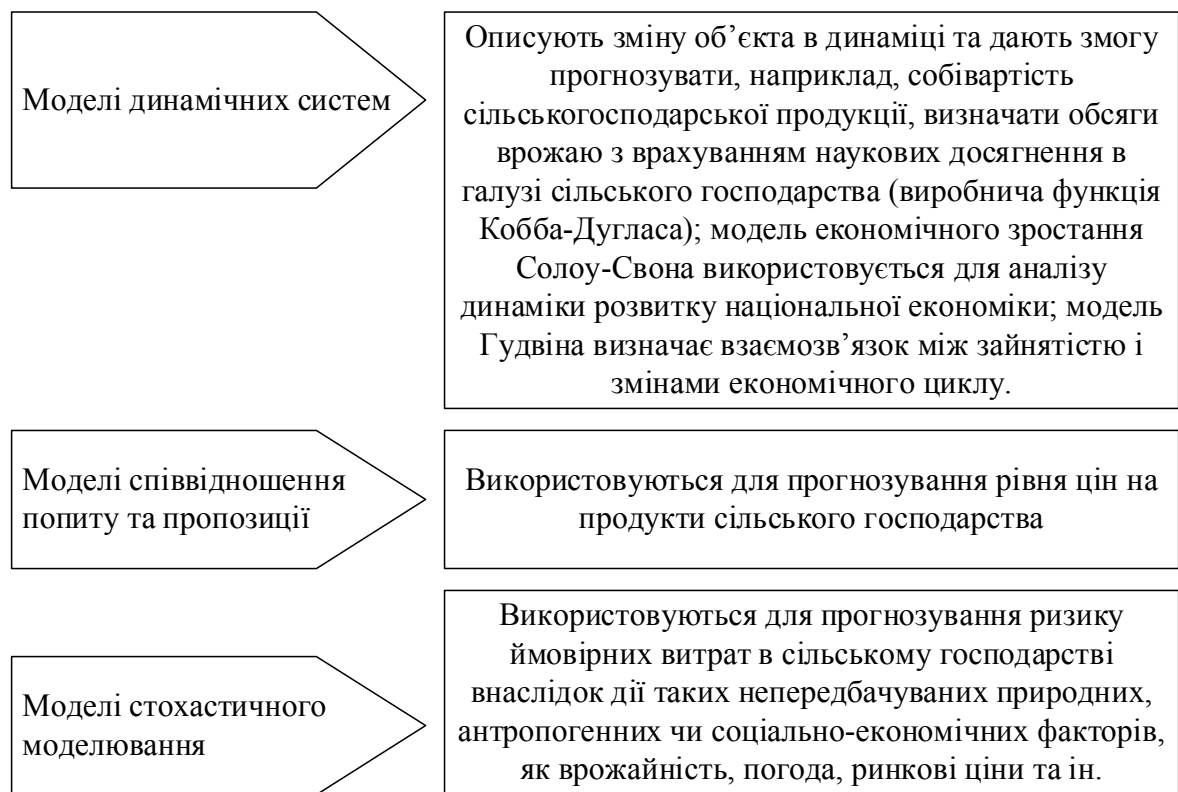 Моделі динамічних систем
Описують зміну об’єкта в динаміці та дають змогу
прогнозувати, наприклад, собівартість
сільськогосподарської продукції, визначати обсяги
врожаю з врахуванням наукових досягнення в
галузі сільського господарства (виробнича функція
Кобба-Дугласа); модель економічного зростання
Солоу-Свона використовується для аналізу
динаміки розвитку національної економіки; модель
Гудвіна визначає взаємозв’язок між зайнятістю і
змінами економічного циклу.
Моделі співвідношення
попиту та пропозиції
Використовуються для прогнозування рівня цін на
продукти сільського господарства
Моделі стохастичного
моделювання
Використовуються для прогнозування ризику
ймовірних витрат в сільському господарстві
внаслідок дії таких непередбачуваних природних,
антропогенних чи соціально-економічних факторів,
як врожайність, погода, ринкові ціни та ін.